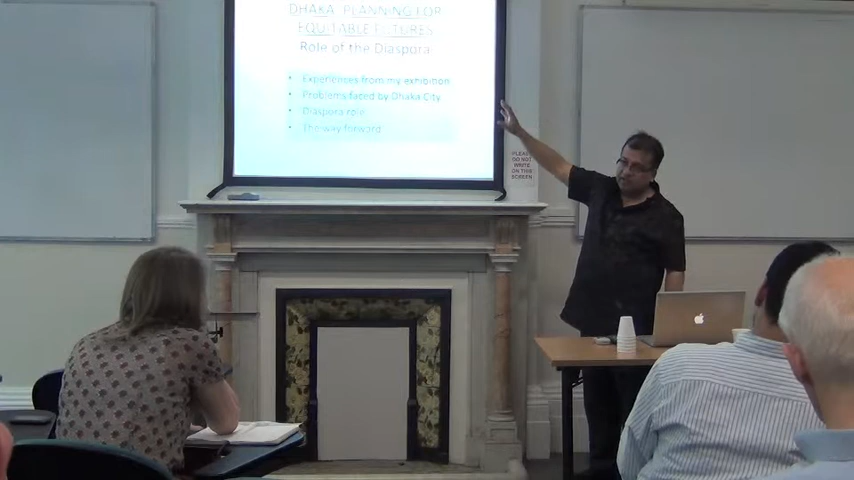 DHAKA: PLANNING FOR
EQUITABLE FUTURES
Role of the Diaspora
• Experiences from my exhibition
• Problems faced by Dhaka City
• Diaspora role
• The way forward
PLEASE
DO NOT
WRITE
ON THIS
SCREEN